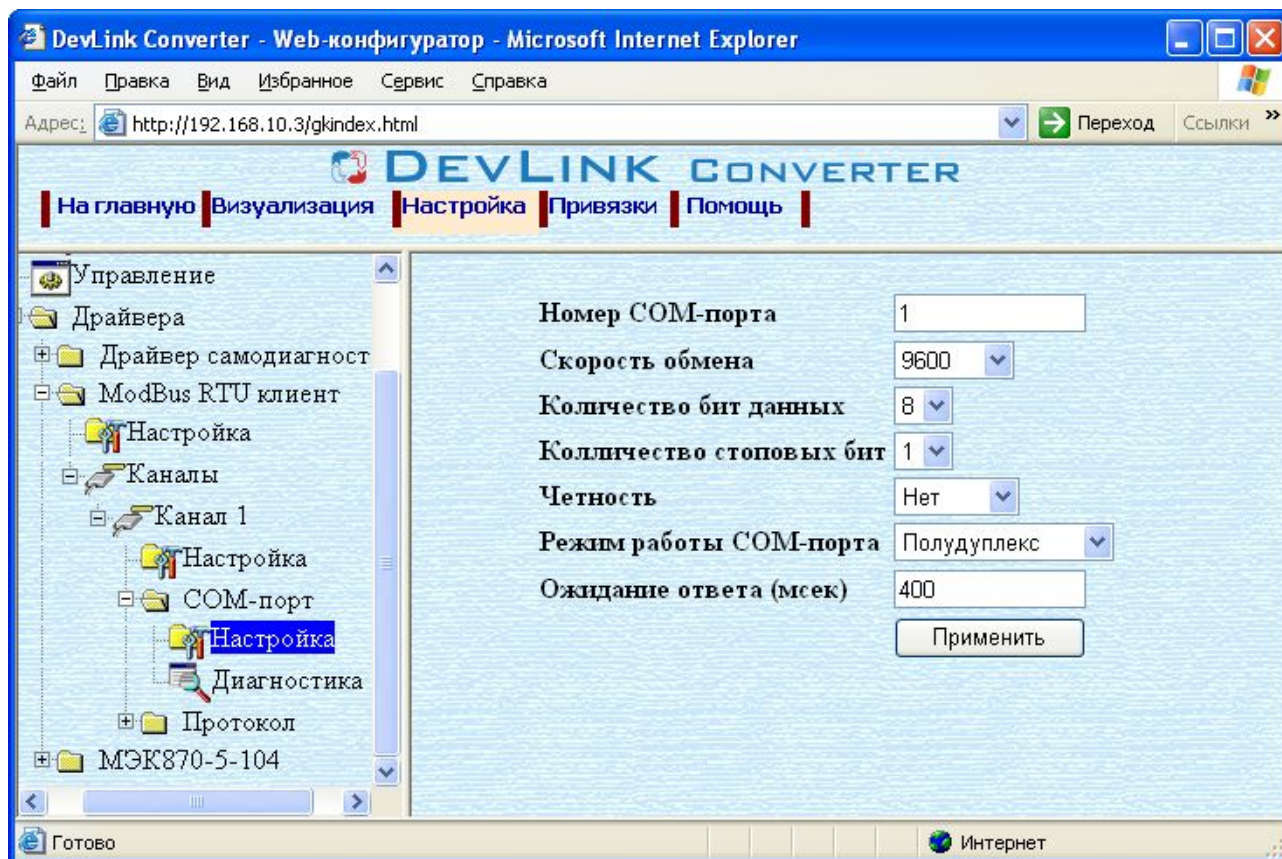 DevLink Converter - Web-конфигуратор - Microsoft Internet Explorer
Файл Правка Вид Избранное Сервис Справка
Адрес: http://192.168.10.3/gkindex.html Переход Ссылки »
DEVLINK CONVERTER
На главную Визуализация Настройка Привязки Помощь
Управление
Драйвера
Драйвер самодиагност
ModBus RTU клиент
Настройка
Каналы
Канал 1
Настройка
COM-порт
Настройка
Диагностика
Протокол
МЭК870-5-104
Номер COM-порта 1
Скорость обмена 9600
Количество бит данных 8
Колличество стоповых бит 1
Четность Нет
Режим работы COM-порта Полудуплекс
Ожидание ответа (мсек) 400
Применить
Готово Интернет